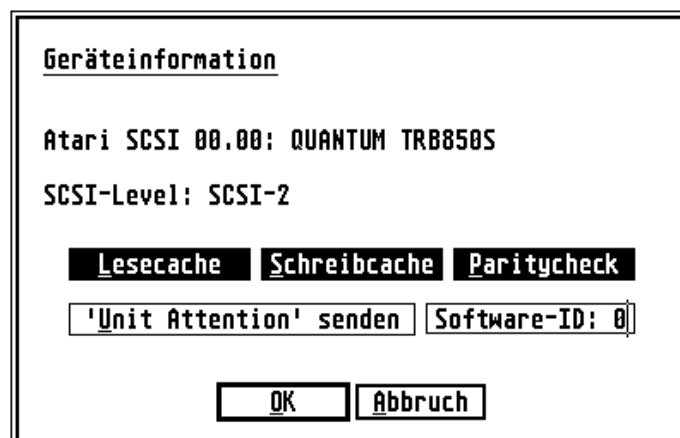 Geräteinformation
Atari SCSI 00.00: QUANTUM TRB850S
SCSI-Level: SCSI-2
Lesecache Schreibcache Paritycheck
'Unit Attention' senden Software-ID: 0
OK Abbruch